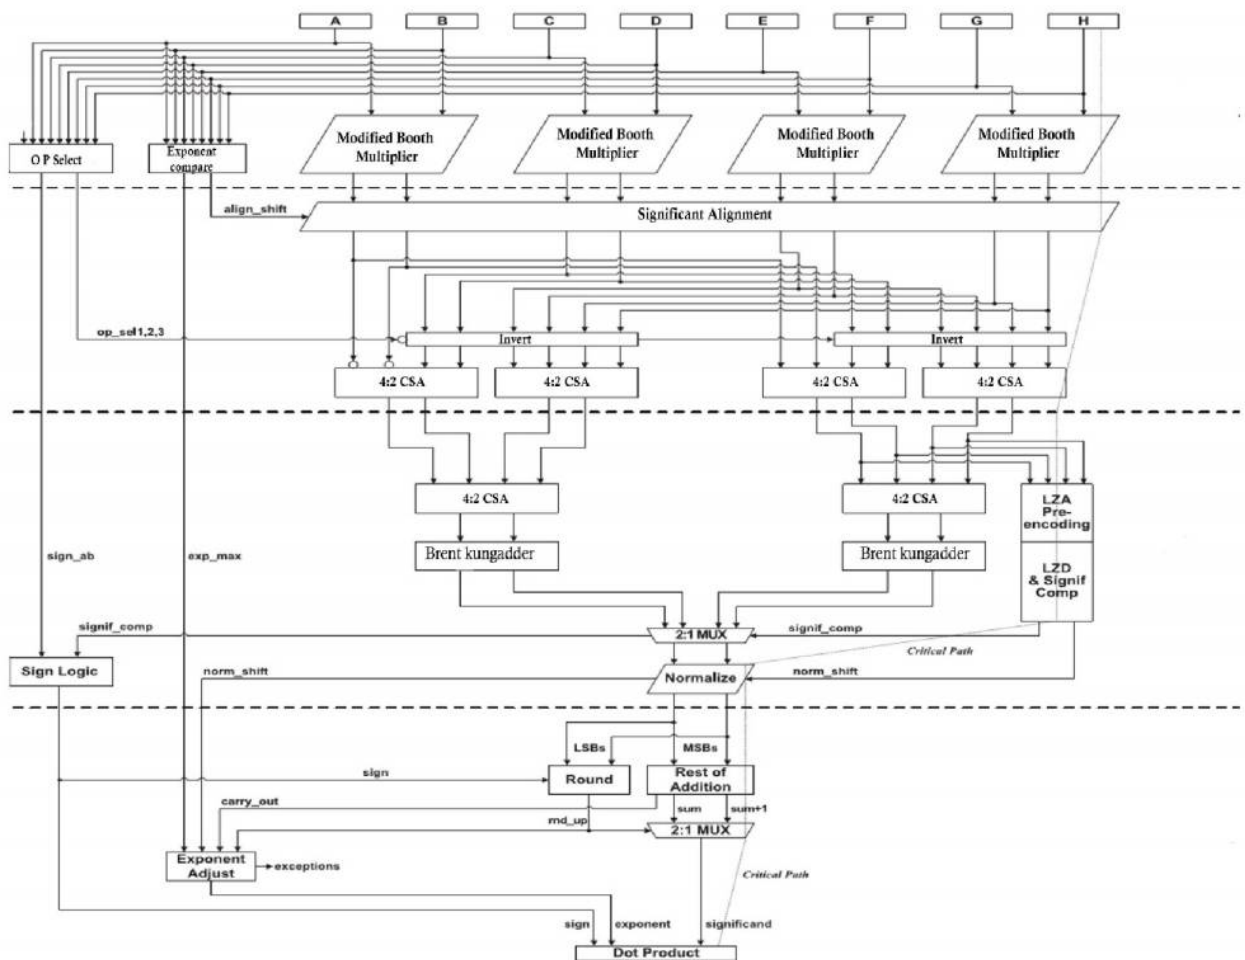 A B C D E F G H
Modified Booth
Multiplier
Modified Booth
Multiplier
Modified Booth
Multiplier
Modified Booth
Multiplier
O P Select
Exponent
compare
align_shift
Significant Alignment
op_sel1,2,3
Invert
Invert
4:2 CSA
4:2 CSA
4:2 CSA
4:2 CSA
4:2 CSA
4:2 CSA
LZA
Pre-
encoding
sign_ab
exp_max
Brent kungadder
Brent kungadder
LZD
& Signif
Comp
signif_comp
2:1 MUX
signif_comp
Critical Path
Sign Logic
norm_shift
Normalize
norm_shift
LSBs
MSBs
sign
Round
Rest of
Addition
carry_out
sum
sum+1
rnd_up
2:1 MUX
Exponent
Adjust
exceptions
Critical Path
sign
exponent
significand
Dot Product